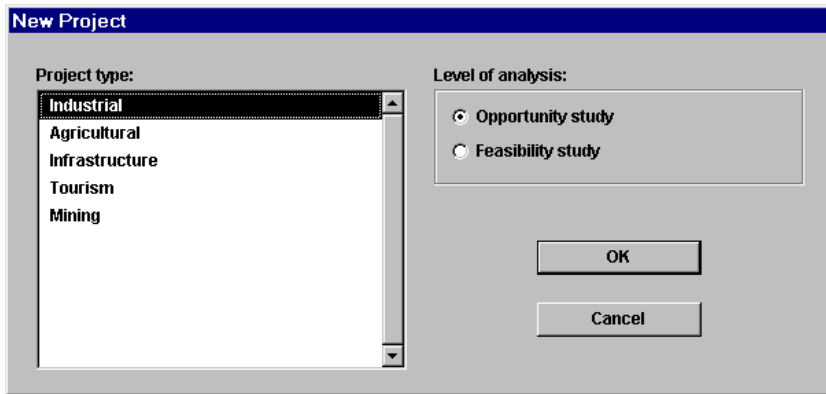 New Project
Project type:
Industrial
Agricultural
Infrastructure
Tourism
Mining
Level of analysis:
Opportunity study
Feasibility study
OK
Cancel